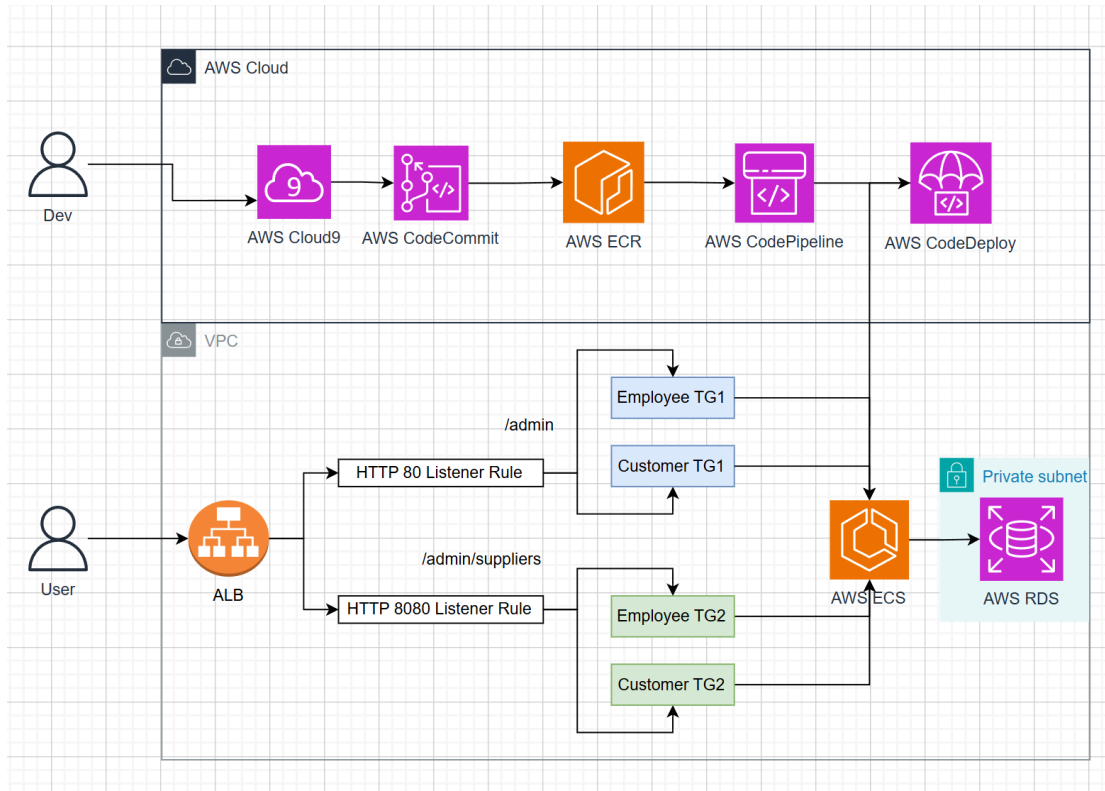 AWS Cloud
Dev
9
AWS Cloud9
AWS CodeCommit
AWS ECR
AWS CodePipeline
AWS CodeDeploy
VPC
Employee TG1
/admin
Customer TG1
HTTP 80 Listener Rule
Private subnet
User
ALB
/admin/suppliers
HTTP 8080 Listener Rule
Employee TG2
Customer TG2
AWS ECS
AWS RDS